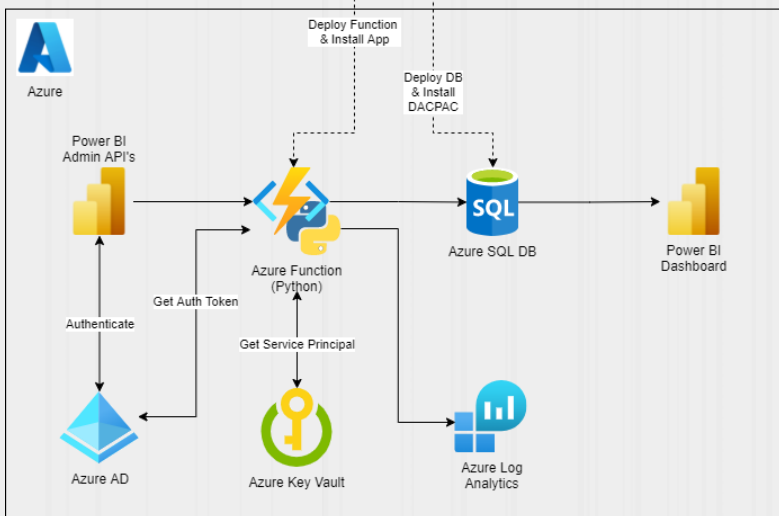 Deploy Function
& Install App
Azure
Deploy DB
& Install
DACPAC
Power BI
Admin API's
SQL
Azure SQL DB
Power BI
Dashboard
Azure Function
(Python)
Get Auth Token
Authenticate
Get Service Principal
Azure AD
Azure Key Vault
Azure Log
Analytics